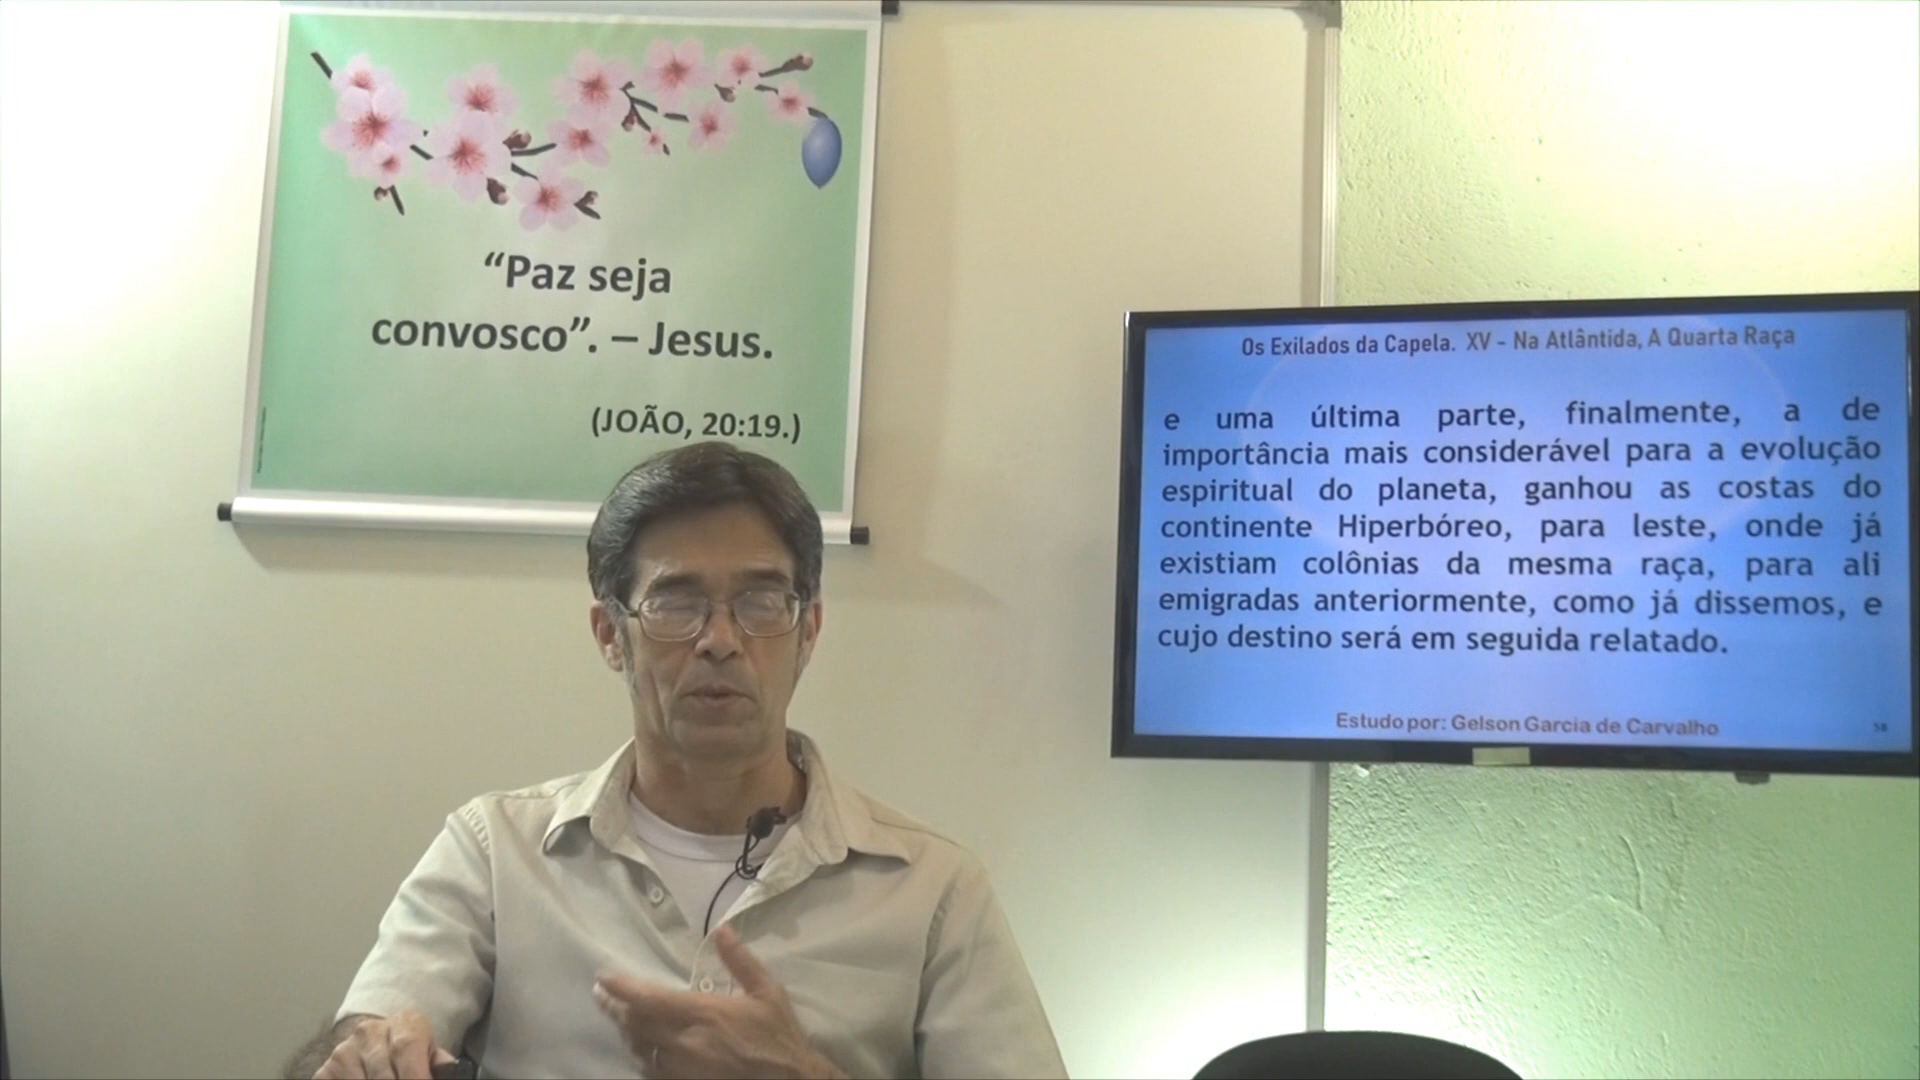 “Paz seja
convosco”. – Jesus.
(JOÃO, 20:19.)
Os Exilados da Capela. XV - Na Atlântida, A Quarta Raça
e uma última parte, finalmente, a de
importância mais considerável para a evolução
espiritual do planeta, ganhou as costas do
continente Hiperbóreo, para leste, onde já
existiam colônias da mesma raça, para ali
emigradas anteriormente, como já dissemos, e
cujo destino será em seguida relatado.
Estudo por: Gelson Garcia de Carvalho
58